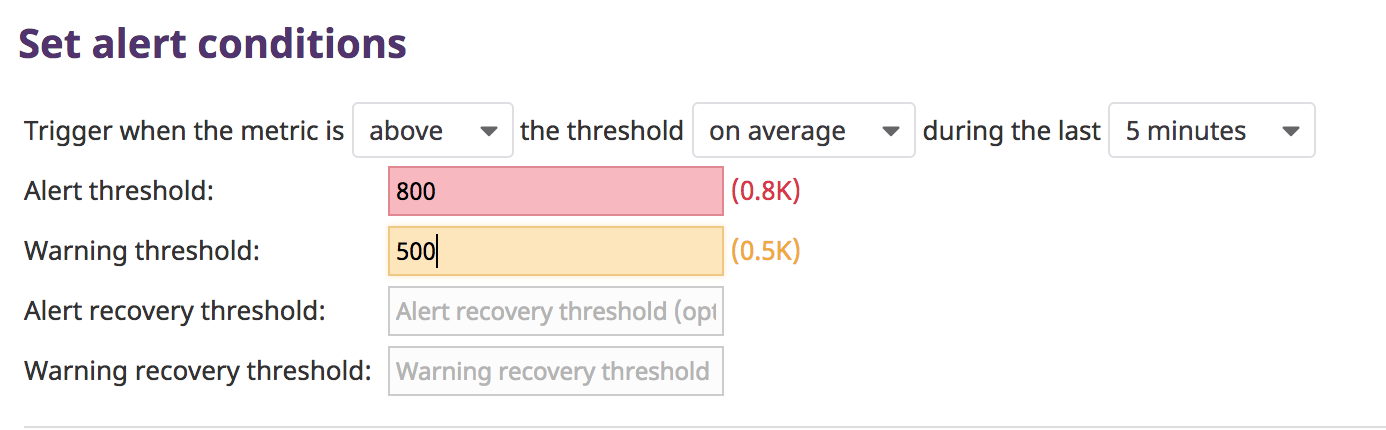 Set alert conditions
Trigger when the metric is above the threshold on average during the last 5 minutes
Alert threshold: 800 (0.8K)
Warning threshold: 500 (0.5K)
Alert recovery threshold: Alert recovery threshold (opt
Warning recovery threshold: Warning recovery threshold